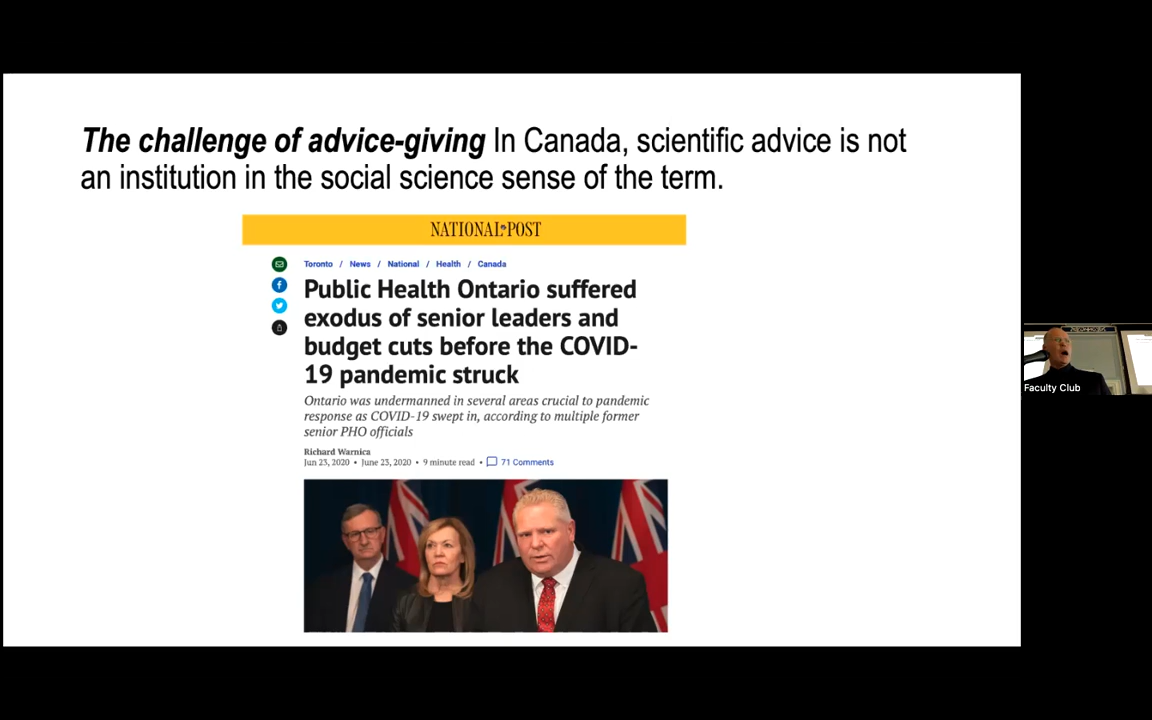 The challenge of advice-giving In Canada, scientific advice is not
an institution in the social science sense of the term.
NATIONAL POST
Toronto / News / National / Health / Canada
Public Health Ontario suffered
exodus of senior leaders and
budget cuts before the COVID-
19 pandemic struck
Ontario was undermanned in several areas crucial to pandemic
response as COVID-19 swept in, according to multiple former
senior PHO officials
Richard Warnica
Jun 23, 2020 • June 23, 2020 • 9 minute read • 71 Comments
Faculty Club